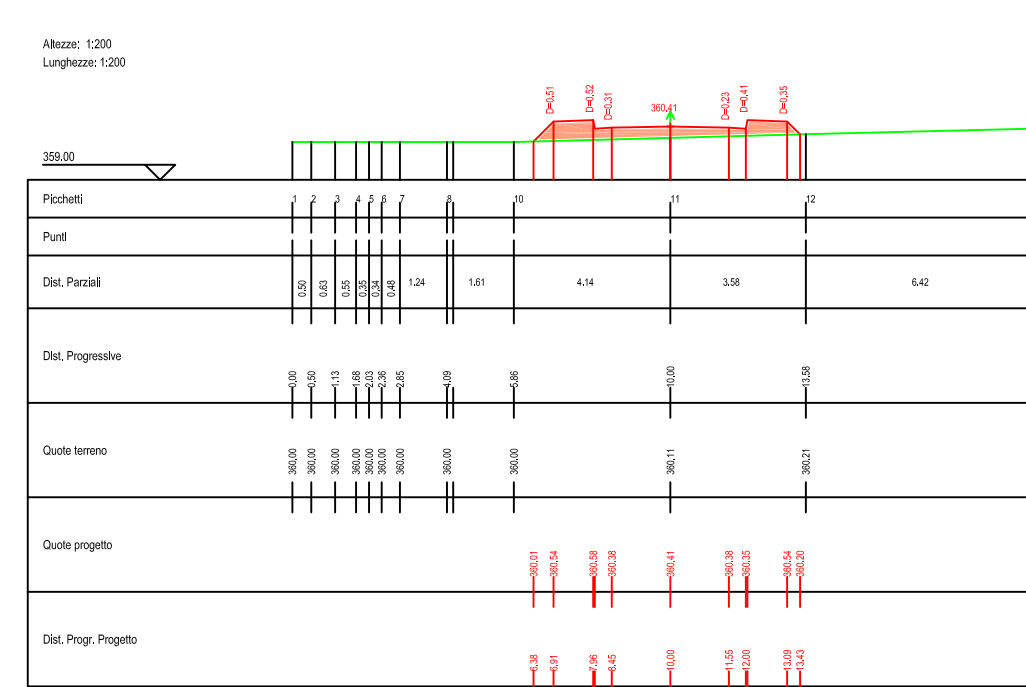 Altezze: 1:200
Lunghezze: 1:200
D=0.51 D=0.52 D=0.31 360.41 D=0.23 D=0.41 D=0.35
359.00
Picchetti 1 2 3 4 5 6 7 8 10 11 12
Punti
Dist. Parziali 0.50 0.63 0.55 0.35 0.34 0.48 1.24 1.61 4.14 3.58 6.42
Dist. Progressive 0.00 0.50 1.13 1.68 2.03 2.36 2.85 4.09 5.86 10.00 13.58
Quote terreno 360.00 360.00 360.00 360.00 360.00 360.00 360.00 360.00 360.00 360.11 360.21
Quote progetto 360.01 360.54 360.58 360.38 360.41 360.38 360.35 360.54 360.20
Dist. Progr. Progetto 6.38 6.91 7.96 8.45 10.00 11.55 12.00 13.09 13.43